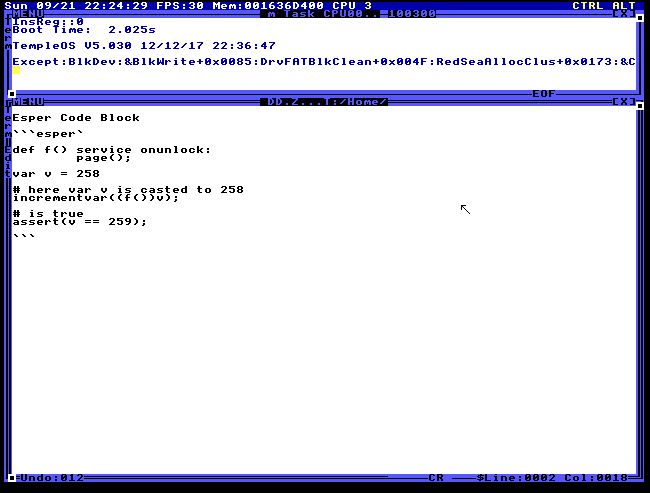 Sun 09/21 22:24:29 FPS:30 Mem:001636D400 CPU 3 CTRL ALT
MENU m Task CPU00.. 100300 [X]
InsReg::0
Boot Time:  2.025s
TempleOS V5.030 12/12/17 22:36:47
Except:BlkDev:&BlkWrite+0x0085:DrvFATBlkClean+0x004F:RedSeaAllocClus+0x0173:&C
EOF
MENU DD.Z...T:/Home/ [X]
Esper Code Block
```esper`
def f() service onunlock:
        page();
var v = 258
# here var v is casted to 258
incrementvar((f())v);
# is true
assert(v == 259);
```
Undo:012 CR $Line:0002 Col:0018